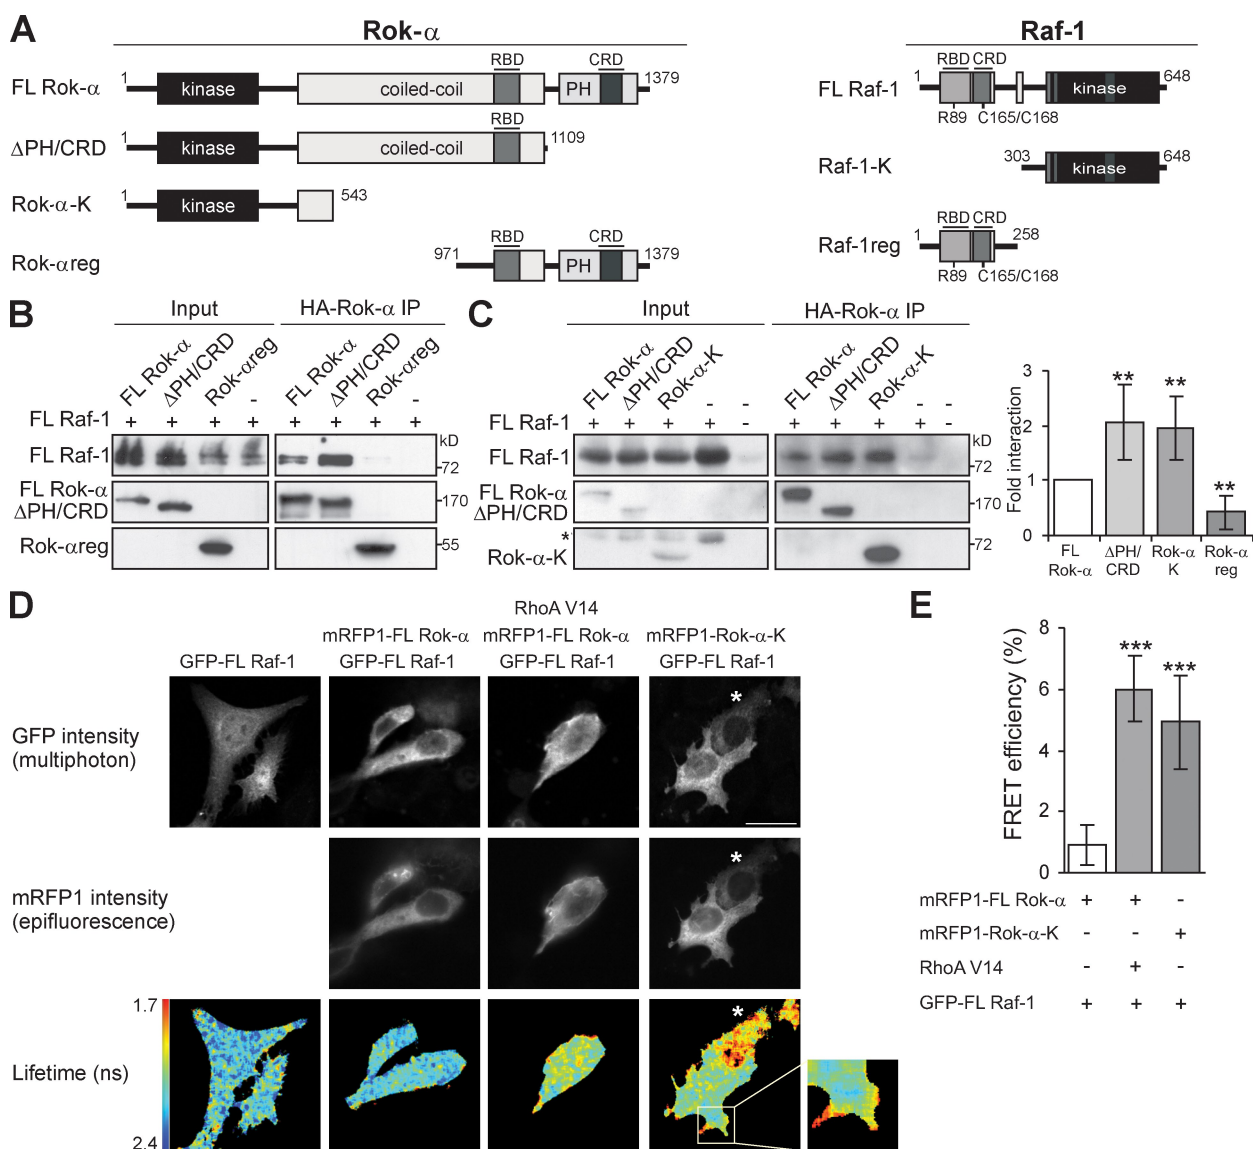 A
Rok-α
Raf-1
FL Rok-α
1
kinase
coiled-coil
RBD
PH
CRD
1379
ΔPH/CRD
1
kinase
coiled-coil
RBD
1109
Rok-α-K
1
kinase
543
Rok-αreg
971
RBD
PH
CRD
1379
FL Raf-1
1
RBD CRD
kinase
648
R89 C165/C168
Raf-1-K
303
kinase
648
Raf-1reg
1
RBD CRD
258
R89 C165/C168
B
Input
HA-Rok-α IP
FL Rok-α
ΔPH/CRD
Rok-αreg
-
FL Rok-α
ΔPH/CRD
Rok-αreg
-
FL Raf-1 + + + + + + + +
kD
FL Raf-1
72
FL Rok-α
ΔPH/CRD
170
Rok-αreg
55
C
Input
HA-Rok-α IP
FL Rok-α
ΔPH/CRD
Rok-α-K
- -
FL Rok-α
ΔPH/CRD
Rok-α-K
- -
FL Raf-1 + + + + - + + + + -
kD
FL Raf-1
72
FL Rok-α
ΔPH/CRD
170
*
Rok-α-K
72
Fold interaction
3
2
1
0
** ** **
FL Rok-α
ΔPH/ CRD
Rok-α K
Rok-α reg
D
RhoA V14
mRFP1-FL Rok-α mRFP1-FL Rok-α mRFP1-Rok-α-K
GFP-FL Raf-1 GFP-FL Raf-1 GFP-FL Raf-1 GFP-FL Raf-1
GFP intensity
(multiphoton)
*
mRFP1 intensity
(epifluorescence)
*
Lifetime (ns)
1.7
2.4
*
E
FRET efficiency (%)
8
6
4
2
0
*** ***
mRFP1-FL Rok-α + + -
mRFP1-Rok-α-K - - +
RhoA V14 - + -
GFP-FL Raf-1 + + +